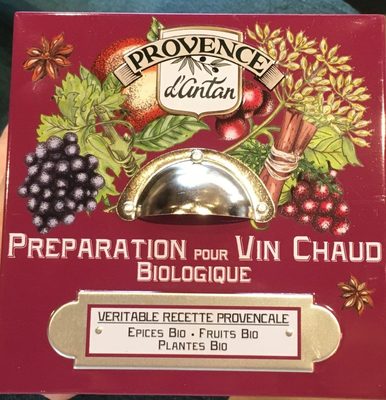 PROVENCE
d'Antan
PREPARATION POUR VIN CHAUD
BIOLOGIQUE
VERITABLE RECETTE PROVENCALE
EPICES BIO · FRUITS BIO
PLANTES BIO